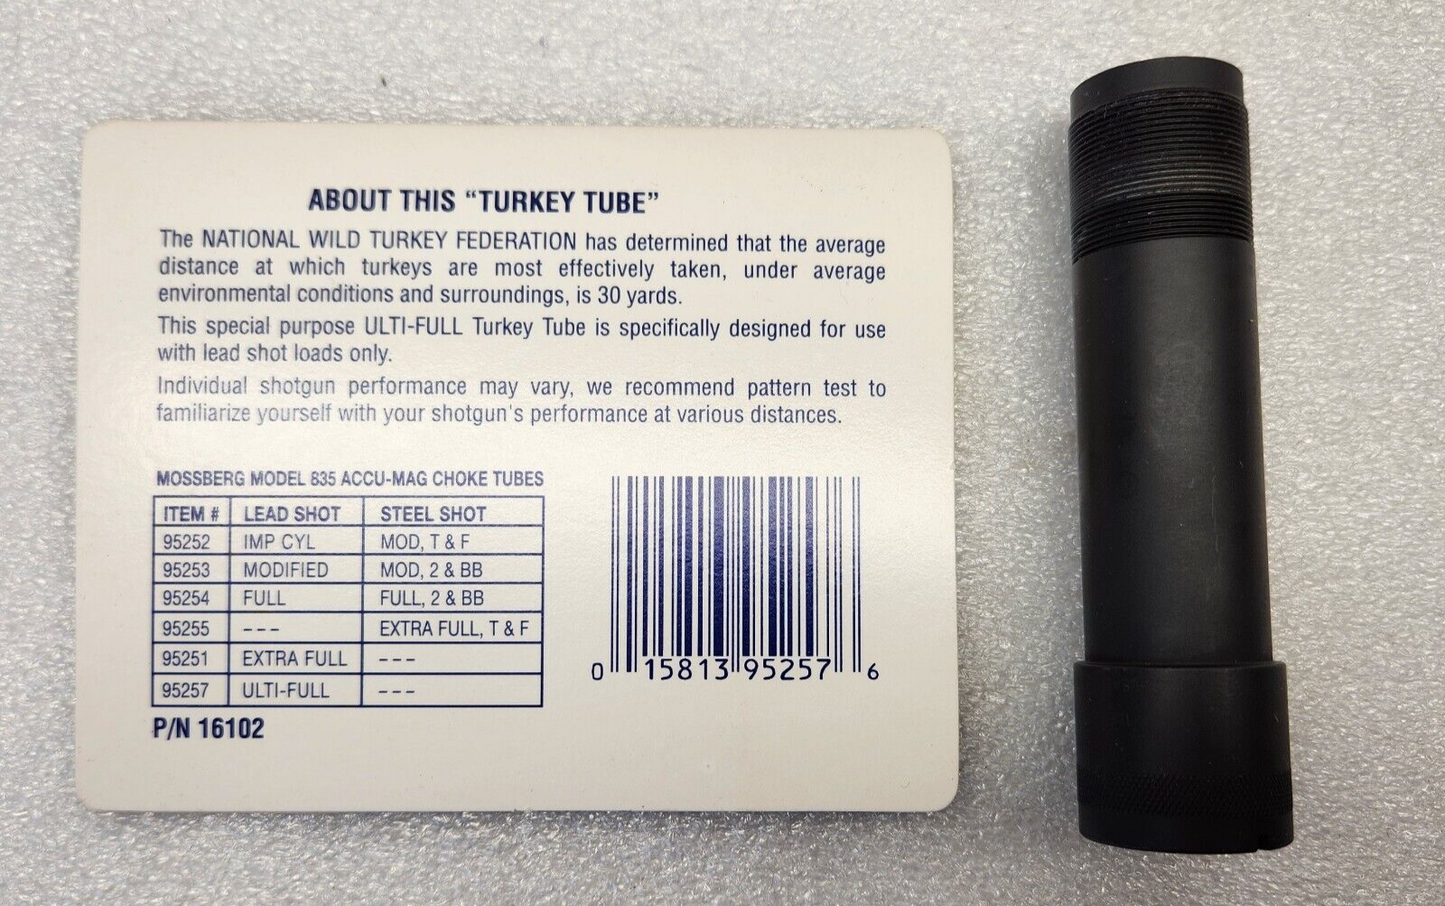 ABOUT THIS “TURKEY TUBE”
The NATIONAL WILD TURKEY FEDERATION has determined that the average
distance at which turkeys are most effectively taken, under average
environmental conditions and surroundings, is 30 yards.
This special purpose ULTI-FULL Turkey Tube is specifically designed for use
with lead shot loads only.
Individual shotgun performance may vary, we recommend pattern test to
familiarize yourself with your shotgun's performance at various distances.
MOSSBERG MODEL 835 ACCU-MAG CHOKE TUBES
ITEM # LEAD SHOT STEEL SHOT
95252 IMP CYL MOD, T & F
95253 MODIFIED MOD, 2 & BB
95254 FULL FULL, 2 & BB
95255 --- EXTRA FULL, T & F
95251 EXTRA FULL ---
95257 ULTI-FULL ---
P/N 16102
0 15813 95257 6